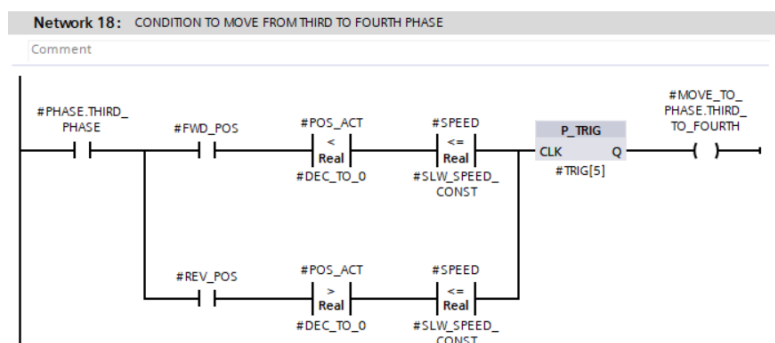 Network 18: CONDITION TO MOVE FROM THIRD TO FOURTH PHASE
Comment
#PHASE.THIRD_
PHASE
#FWD_POS
#POS_ACT
<
Real
#DEC_TO_0
#SPEED
<=
Real
#SLW_SPEED_
CONST
P_TRIG
CLK Q
#TRIG[5]
#MOVE_TO_
PHASE.THIRD_
TO_FOURTH
#REV_POS
#POS_ACT
>
Real
#DEC_TO_0
#SPEED
<=
Real
#SLW_SPEED_
CONST